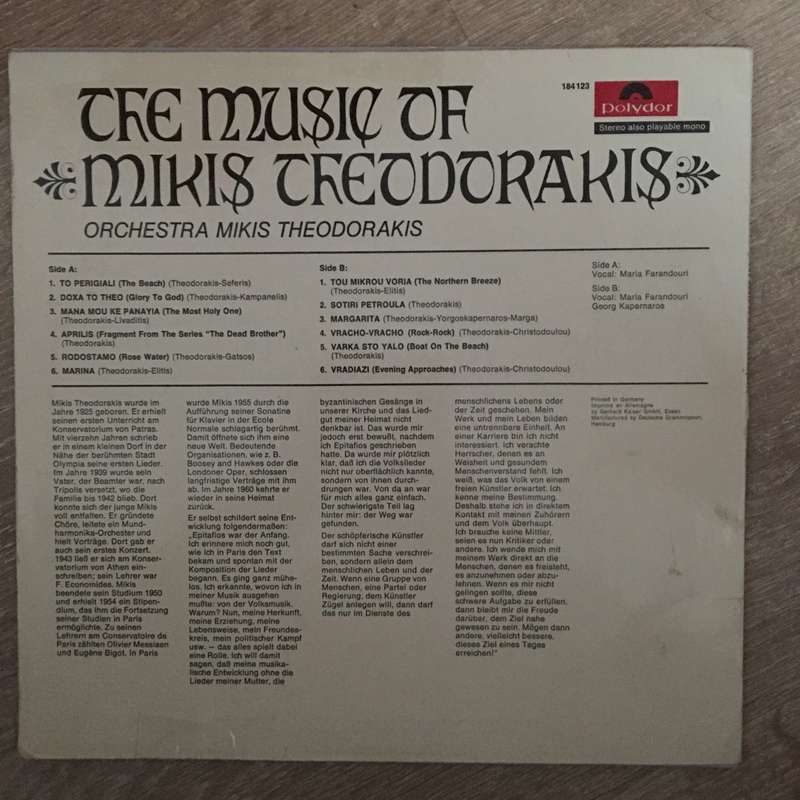 184 123
Polydor
Stereo also playable mono
THE MUSIC OF
MIKIS THEODORAKIS
ORCHESTRA MIKIS THEODORAKIS
Side A:
1. TO PERIGIALI (The Beach) (Theodorakis-Seferis)
2. DOXA TO THEO (Glory To God) (Theodorakis-Kampanelis)
3. MANA MOU KE PANAYIA (The Most Holy One)
(Theodorakis-Livaditis)
4. APRILIS (Fragment From The Series "The Dead Brother")
(Theodorakis)
5. RODOSTAMO (Rose Water) (Theodorakis-Gatsos)
6. MARINA (Theodorakis-Elitis)
Side B:
1. TOU MIKROU VORIA (The Northern Breeze)
(Theodorakis-Elitis)
2. SOTIRI PETROULA (Theodorakis)
3. MARGARITA (Theodorakis-Yorgoskapernaros-Marga)
4. VRACHO-VRACHO (Rock-Rock) (Theodorakis-Christodoulou)
5. VARKA STO YALO (Boat On The Beach)
(Theodorakis)
6. VRADIAZI (Evening Approaches) (Theodorakis-Christodoulou)
Side A:
Vocal: Maria Farandouri
Side B:
Vocal: Maria Farandouri
Georg Kapernaros
Mikis Theodorakis wurde im
Jahre 1925 geboren. Er erhielt
seinen ersten Unterricht am
Konservatorium von Patras.
Mit vierzehn Jahren schrieb
er in einem kleinen Dorf in der
Nähe der berühmten Stadt
Olympia seine ersten Lieder.
Im Jahre 1939 wurde sein
Vater, der Beamter war, nach
Tripolis versetzt, wo die
Familie bis 1942 blieb. Dort
konnte sich der junge Mikis
voll entfalten. Er gründete
Chöre, leitete ein Mund-
harmonika-Orchester und
hielt Vorträge. Dort gab er
auch sein erstes Konzert.
1943 ließ er sich am Konser-
vatorium von Athen ein-
schreiben; sein Lehrer war
F. Economides. Mikis
beendete sein Studium 1950
und erhielt 1954 ein Stipen-
dium, das ihm die Fortsetzung
seiner Studien in Paris
ermöglichte. Zu seinen
Lehrern am Conservatoire de
Paris zählten Olivier Messiaen
und Eugène Bigot. In Paris
wurde Mikis 1955 durch die
Aufführung seiner Sonatine
für Klavier in der Ecole
Normale schlagartig berühmt.
Damit öffnete sich ihm eine
neue Welt. Bedeutende
Organisationen, wie z. B.
Boosey and Hawkes oder die
Londoner Oper, schlossen
langfristige Verträge mit ihm
ab. Im Jahre 1960 kehrte er
wieder in seine Heimat
zurück.
Er selbst schildert seine Ent-
wicklung folgendermaßen:
„Epitafios war der Anfang.
Ich erinnere mich noch gut,
wie ich in Paris den Text
bekam und spontan mit der
Komposition der Lieder
begann. Es ging ganz mühe-
los. Ich erkannte, wovon ich in
meiner Musik ausgehen
mußte: von der Volksmusik.
Warum? Nun, meine Herkunft,
meine Erziehung, meine
Lebensweise, mein Freundes-
kreis, mein politischer Kampf
usw. – das alles spielt dabei
eine Rolle. Ich will damit
sagen, daß meine musika-
lische Entwicklung ohne die
Lieder meiner Mutter, die
byzantinischen Gesänge in
unserer Kirche und das Lied-
gut meiner Heimat nicht
denkbar ist. Das wurde mir
jedoch erst bewußt, nachdem
ich Epitafios geschrieben
hatte. Da wurde mir plötzlich
klar, daß ich die Volkslieder
nicht nur oberflächlich kannte,
sondern von ihnen durch-
drungen war. Von da an war
für mich alles ganz einfach.
Der schwierigste Teil lag
hinter mir: der Weg war
gefunden.
Der schöpferische Künstler
darf sich nicht einer
bestimmten Sache verschrei-
ben, sondern allein dem
menschlichen Leben und der
Zeit. Wenn eine Gruppe von
Menschen, eine Partei oder
Regierung, dem Künstler
Zügel anlegen will, dann darf
das nur im Dienste des
menschlichens Lebens oder
der Zeit geschehen. Mein
Werk und mein Leben bilden
eine untrennbare Einheit. An
einer Karriere bin ich nicht
interessiert. Ich verachte
Herrscher, denen es an
Weisheit und gesundem
Menschenverstand fehlt. Ich
weiß, was das Volk von einem
freien Künstler erwartet. Ich
kenne meine Bestimmung.
Deshalb stehe ich in direktem
Kontakt mit meinen Zuhörern
und dem Volk überhaupt.
Ich brauche keine Mittler,
seien es nun Kritiker oder
andere. Ich wende mich mit
meinem Werk direkt an die
Menschen, denen es freisteht,
es anzunehmen oder abzu-
lehnen. Wenn es mir nicht
gelingen sollte, diese
schwere Aufgabe zu erfüllen,
dann bleibt mir die Freude
darüber, dem Ziel nahe
gewesen zu sein. Mögen dann
andere, vielleicht bessere,
dieses Ziel eines Tages
erreichen!"
Printed in Germany
Imprimé en Allemagne
by Gerhard Kaiser GmbH, Essen
Manufactured by Deutsche Grammophon,
Hamburg